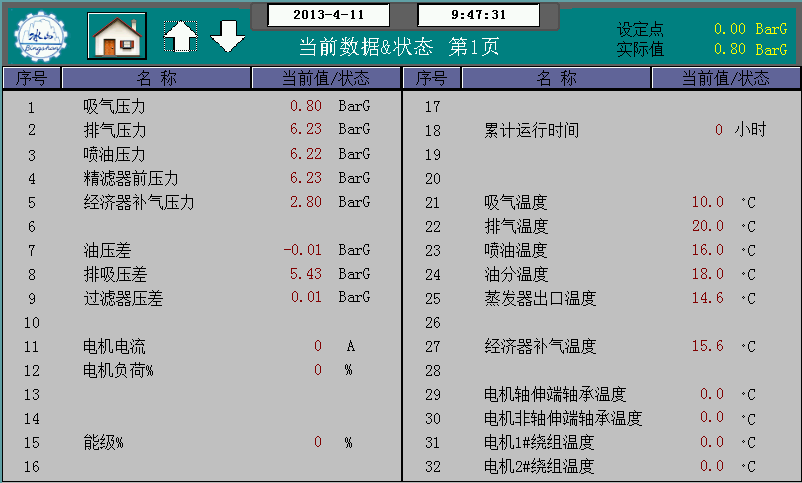 冰山
Bingshan
2013-4-11
9:47:31
当前数据&状态 第1页
设定点 0.00 BarG
实际值 0.80 BarG
序号 名 称 当前值/状态
1 吸气压力 0.80 BarG
2 排气压力 6.23 BarG
3 喷油压力 6.22 BarG
4 精滤器前压力 6.23 BarG
5 经济器补气压力 2.80 BarG
6
7 油压差 -0.01 BarG
8 排吸压差 5.43 BarG
9 过滤器压差 0.01 BarG
10
11 电机电流 0 A
12 电机负荷% 0 %
13
14
15 能级% 0 %
16
序号 名 称 当前值/状态
17
18 累计运行时间 0 小时
19
20
21 吸气温度 10.0 °C
22 排气温度 20.0 °C
23 喷油温度 16.0 °C
24 油分温度 18.0 °C
25 蒸发器出口温度 14.6 °C
26
27 经济器补气温度 15.6 °C
28
29 电机轴伸端轴承温度 0.0 °C
30 电机非轴伸端轴承温度 0.0 °C
31 电机1#绕组温度 0.0 °C
32 电机2#绕组温度 0.0 °C